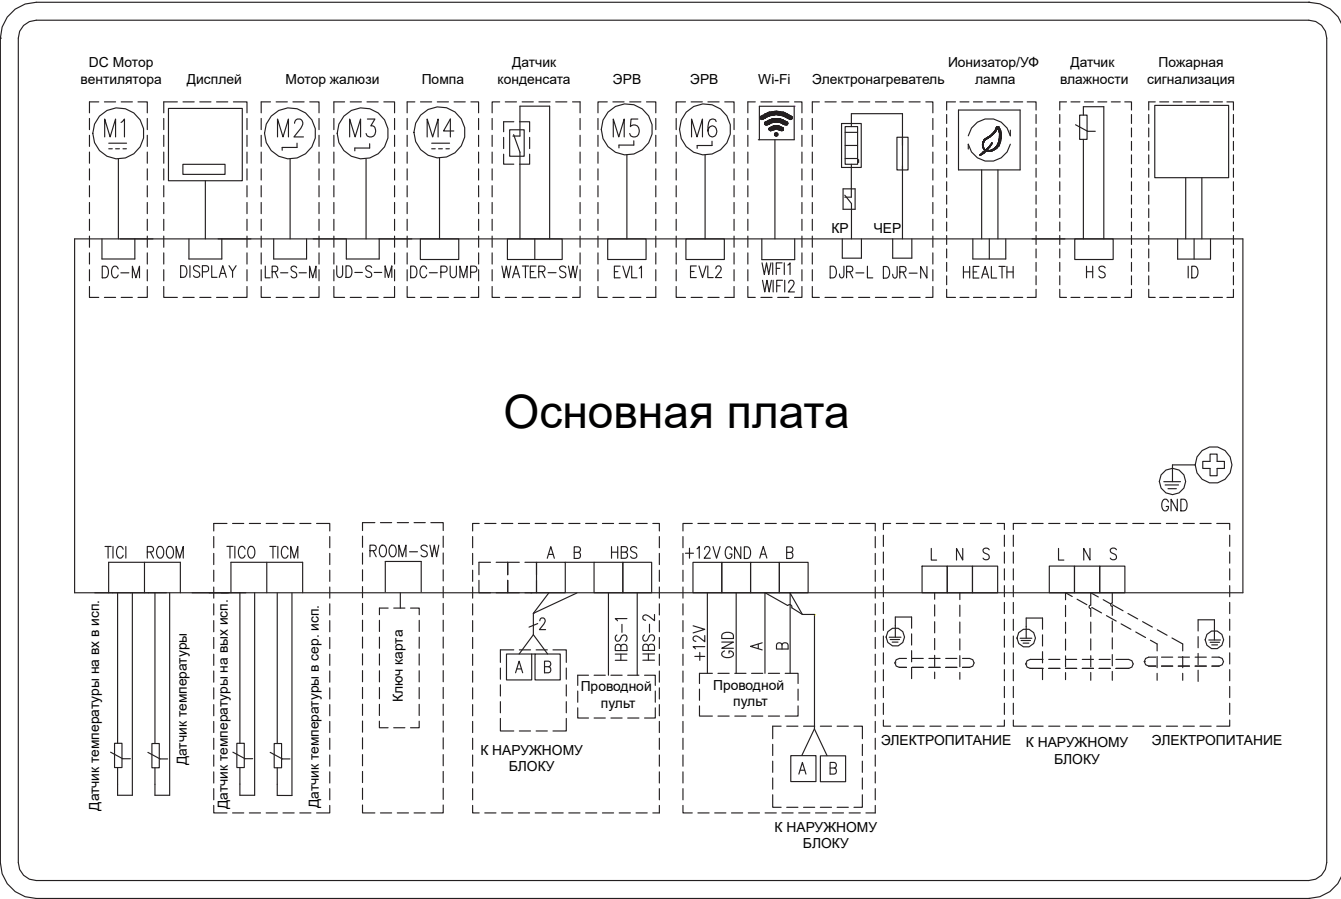 DC Мотор
вентилятора
Дисплей
Мотор жалюзи
Помпа
Датчик
конденсата
ЭРВ
ЭРВ
Wi-Fi
Электронагреватель
Ионизатор/УФ
лампа
Датчик
влажности
Пожарная
сигнализация
M1
M2
M3
M4
M5
M6
КР
ЧЕР
DC-M
DISPLAY
LR-S-M
UD-S-M
DC-PUMP
WATER-SW
EVL1
EVL2
WIFI1
WIFI2
DJR-L
DJR-N
HEALTH
HS
ID
Основная плата
GND
TICI
ROOM
TICO
TICM
ROOM-SW
A
B
HBS
+12V
GND
A
B
L
N
S
L
N
S
Датчик температуры на вх в исп.
Датчик температуры
Датчик температуры на вых исп.
Датчик температуры в сер. исп.
Ключ карта
2
A
B
HBS-1
HBS-2
Проводной
пульт
К НАРУЖНОМУ
БЛОКУ
+12V
GND
A
B
Проводной
пульт
A
B
К НАРУЖНОМУ
БЛОКУ
ЭЛЕКТРОПИТАНИЕ
К НАРУЖНОМУ
БЛОКУ
ЭЛЕКТРОПИТАНИЕ